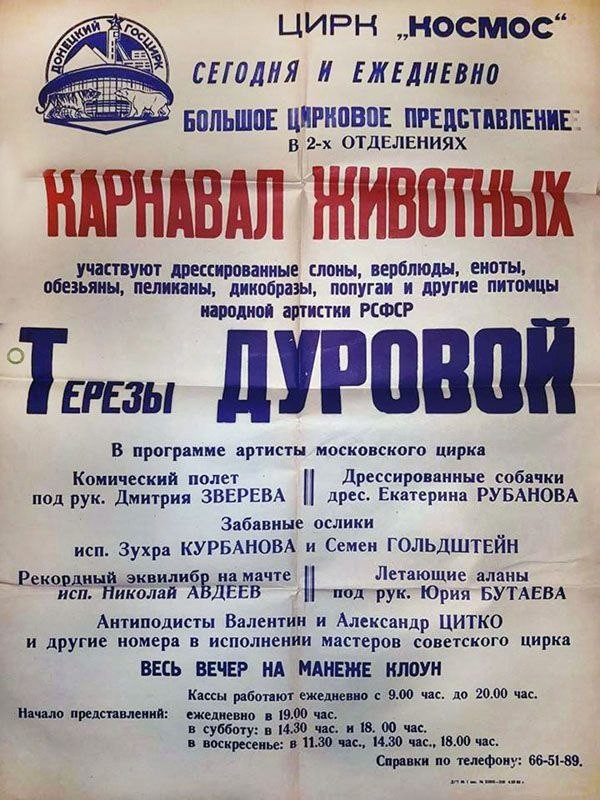 ДОНЕЦКИЙ ГОСЦИРК
ЦИРК „КОСМОС“
СЕГОДНЯ И ЕЖЕДНЕВНО
БОЛЬШОЕ ЦИРКОВОЕ ПРЕДСТАВЛЕНИЕ
В 2-х ОТДЕЛЕНИЯХ
КАРНАВАЛ ЖИВОТНЫХ
участвуют дрессированные слоны, верблюды, еноты,
обезьяны, пеликаны, дикобразы, попугаи и другие питомцы
народной артистки РСФСР
Терезы ДУРОВОЙ
В программе артисты московского цирка
Комический полет
под рук. Дмитрия ЗВЕРЕВА
Дрессированные собачки
дрес. Екатерина РУБАНОВА
Забавные ослики
исп. Зухра КУРБАНОВА и Семен ГОЛЬДШТЕЙН
Рекордный эквилибр на мачте
исп. Николай АВДЕЕВ
Летающие аланы
под рук. Юрия БУТАЕВА
Антиподисты Валентин и Александр ЦИТКО
и другие номера в исполнении мастеров советского цирка
ВЕСЬ ВЕЧЕР НА МАНЕЖЕ КЛОУН
Кассы работают ежедневно с 9.00 час. до 20.00 час.
Начало представлений: ежедневно в 19.00 час.
в субботу: в 14.30 час. и 18. 00 час.
в воскресенье: в 11.30 час., 14.30 час., 18.00 час.
Справки по телефону: 66-51-89.